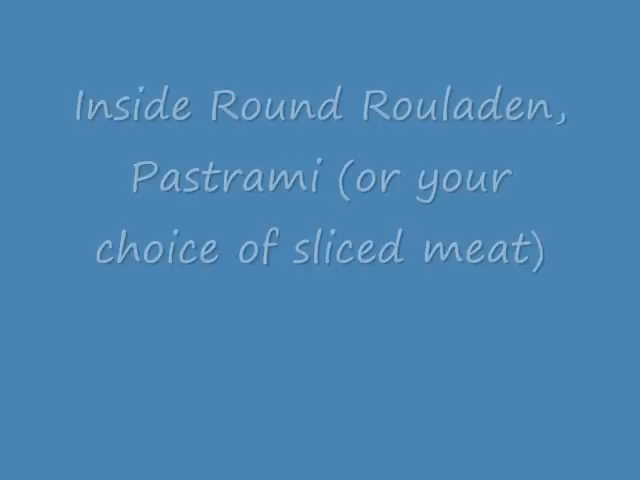 Inside Round Rouladen,
Pastrami (or your
choice of sliced meat)